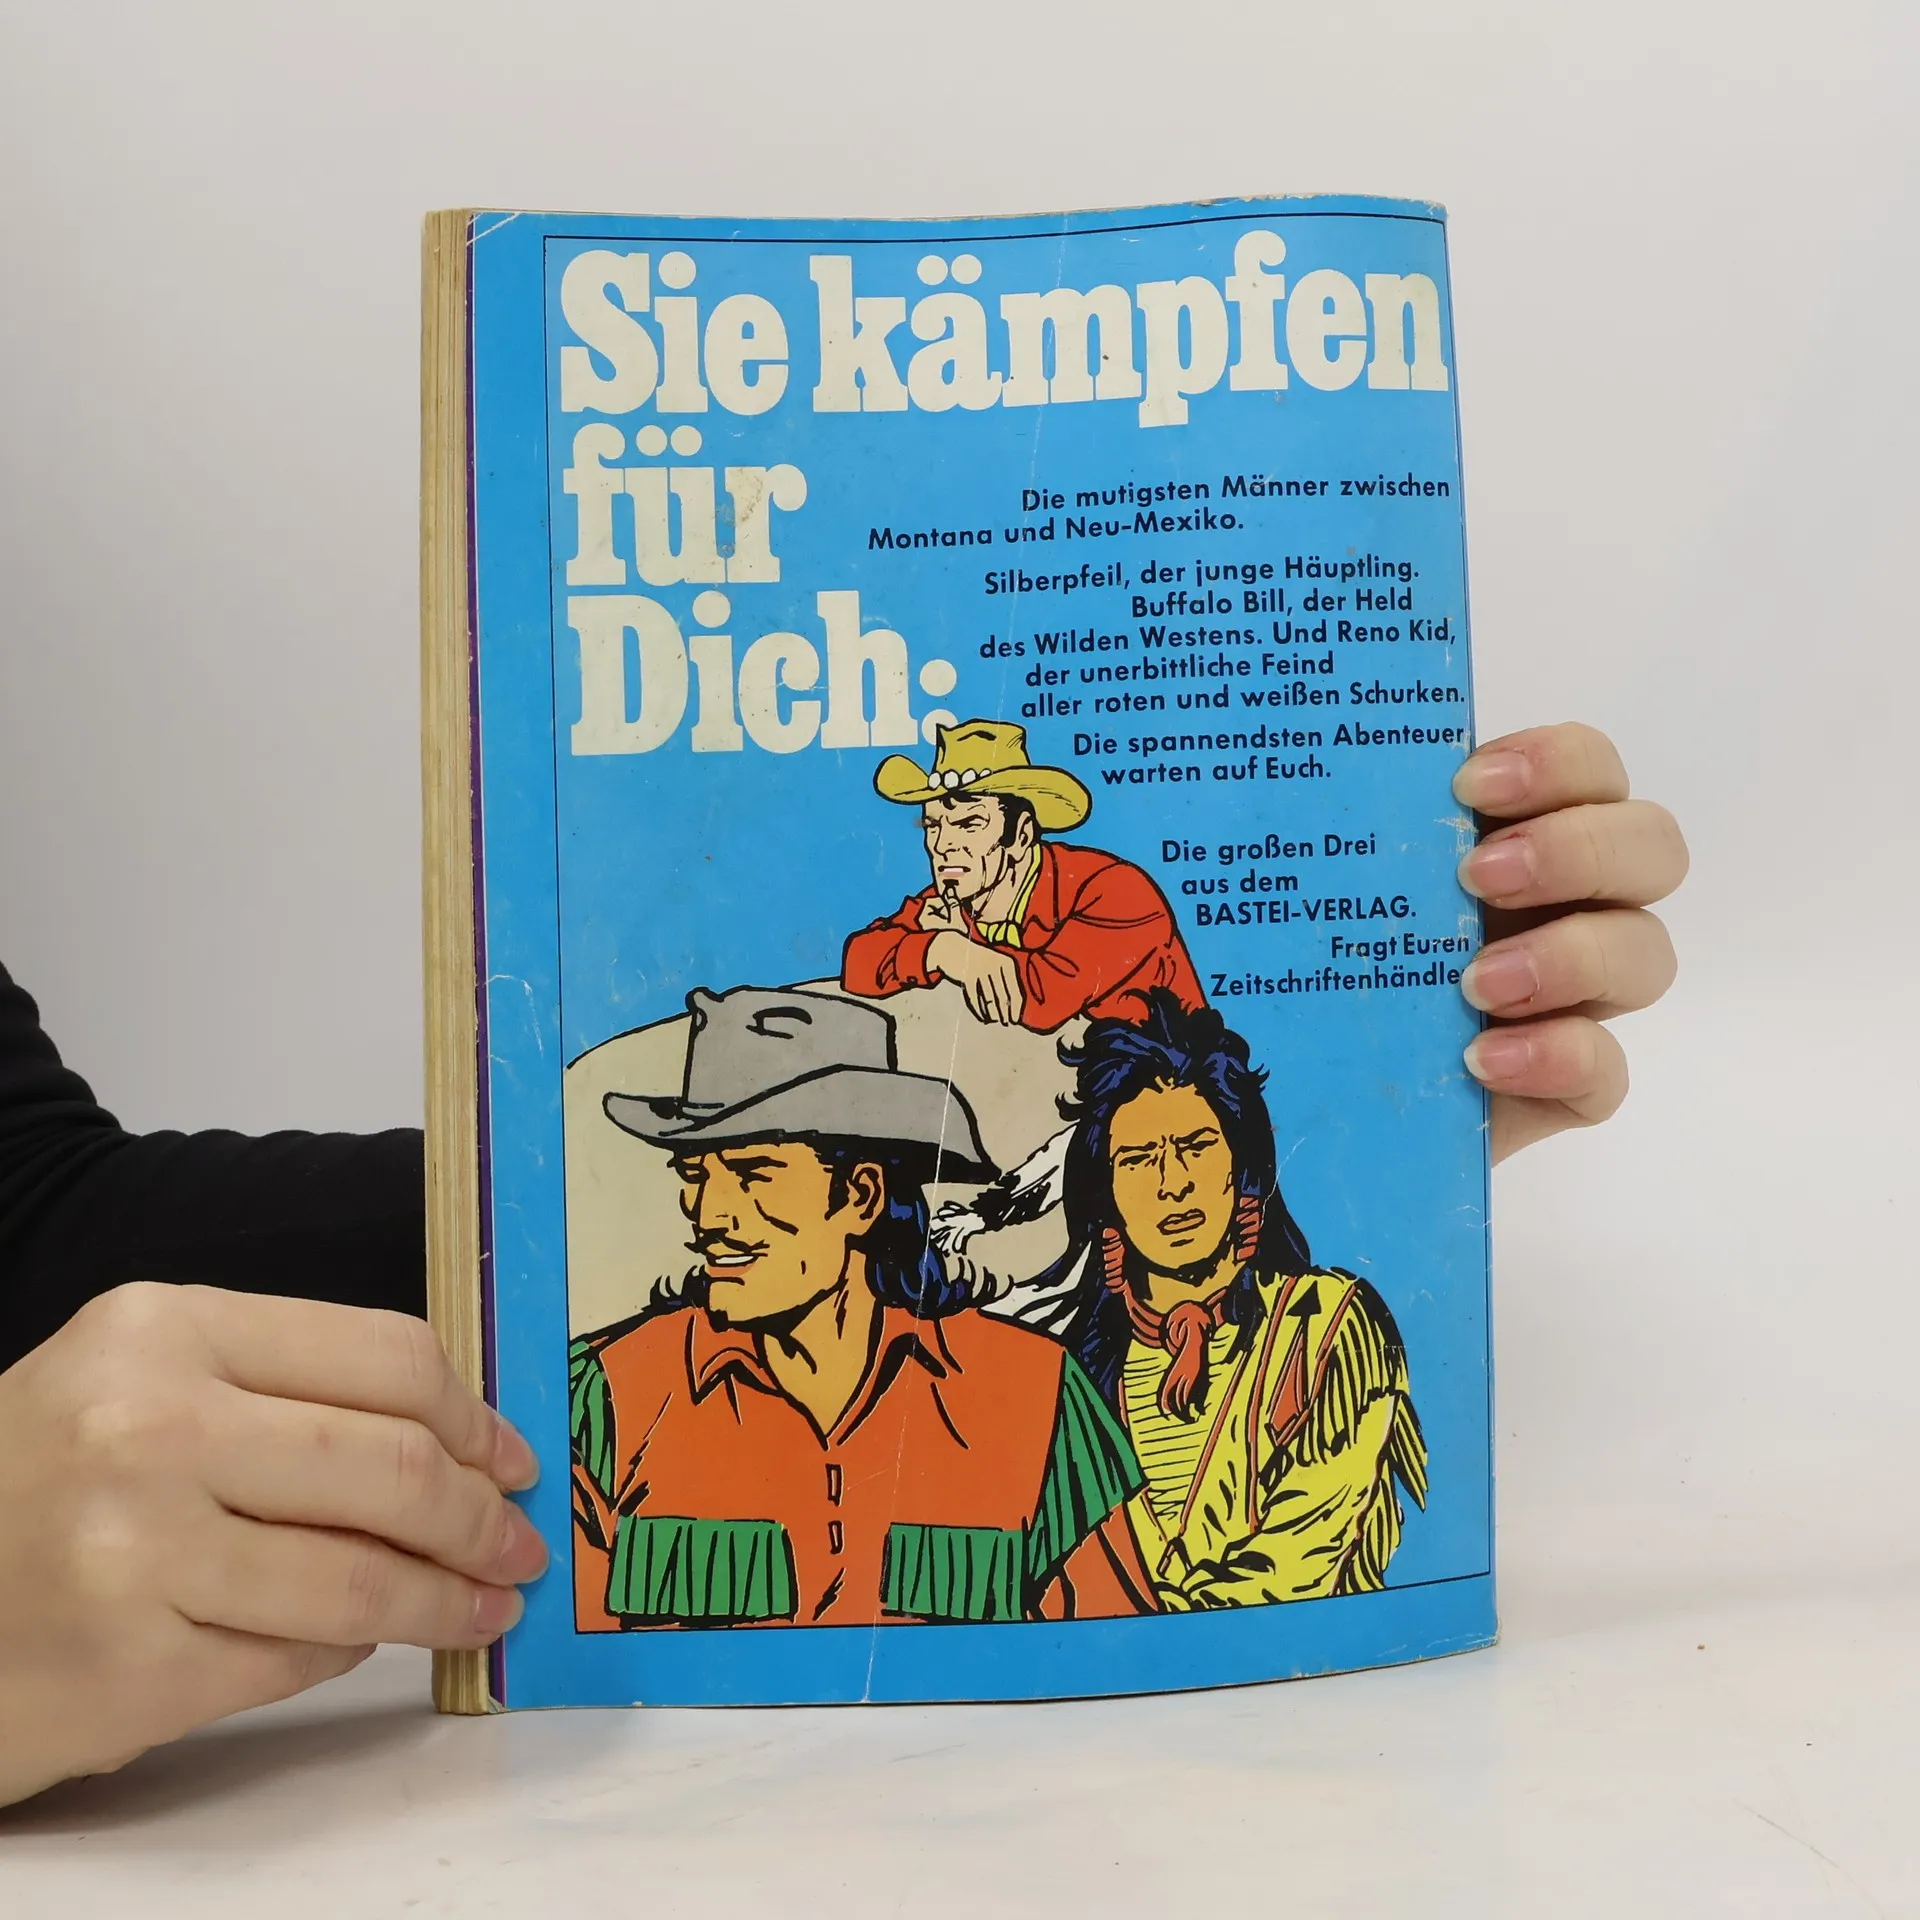 Sie kämpfen
für
Dich:
Die mutigsten Männer zwischen
Montana und Neu-Mexiko.
Silberpfeil, der junge Häuptling.
Buffalo Bill, der Held
des Wilden Westens. Und Reno Kid,
der unerbittliche Feind
aller roten und weißen Schurken.
Die spannendsten Abenteuer
warten auf Euch.
Die großen Drei
aus dem
BASTEI-VERLAG.
Fragt Euren
Zeitschriftenhändle